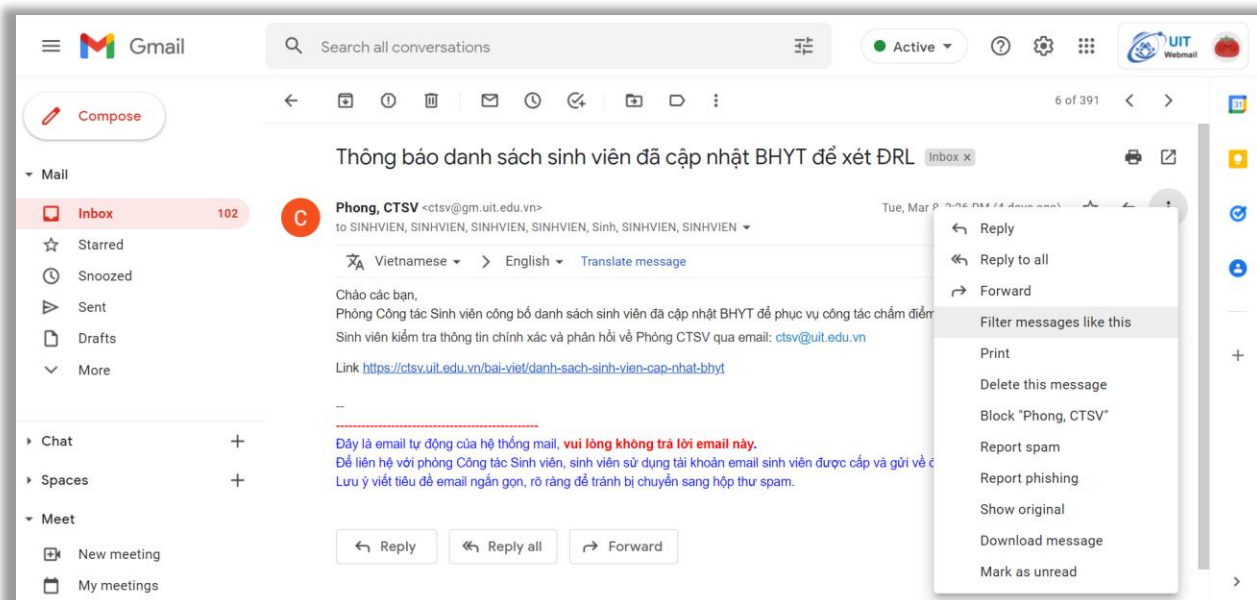 Gmail
Search all conversations
Active
UIT
Webmail
Compose
6 of 391
31
Mail
Inbox 102
Starred
Snoozed
Sent
Drafts
More
Chat
Spaces
Meet
New meeting
My meetings
Thông báo danh sách sinh viên đã cập nhật BHYT để xét ĐRL Inbox x
C
Phong, CTSV <ctsv@gm.uit.edu.vn>
Tue, Mar 8, 2:26 PM (4 days ago)
to SINHVIEN, SINHVIEN, SINHVIEN, SINHVIEN, Sinh, SINHVIEN, SINHVIEN
Vietnamese > English Translate message
Chào các bạn,
Phòng Công tác Sinh viên công bố danh sách sinh viên đã cập nhật BHYT để phục vụ công tác chấm điểm
Sinh viên kiểm tra thông tin chính xác và phản hồi về Phòng CTSV qua email: ctsv@uit.edu.vn
Link https://ctsv.uit.edu.vn/bai-viet/danh-sach-sinh-vien-cap-nhat-bhyt
--
------------------------------------------------
Đây là email tự động của hệ thống mail, vui lòng không trả lời email này.
Để liên hệ với phòng Công tác Sinh viên, sinh viên sử dụng tài khoản email sinh viên được cấp và gửi về
Lưu ý viết tiêu đề email ngắn gọn, rõ ràng để tránh bị chuyển sang hộp thư spam.
Reply
Reply all
Forward
Reply
Reply to all
Forward
Filter messages like this
Print
Delete this message
Block "Phong, CTSV"
Report spam
Report phishing
Show original
Download message
Mark as unread